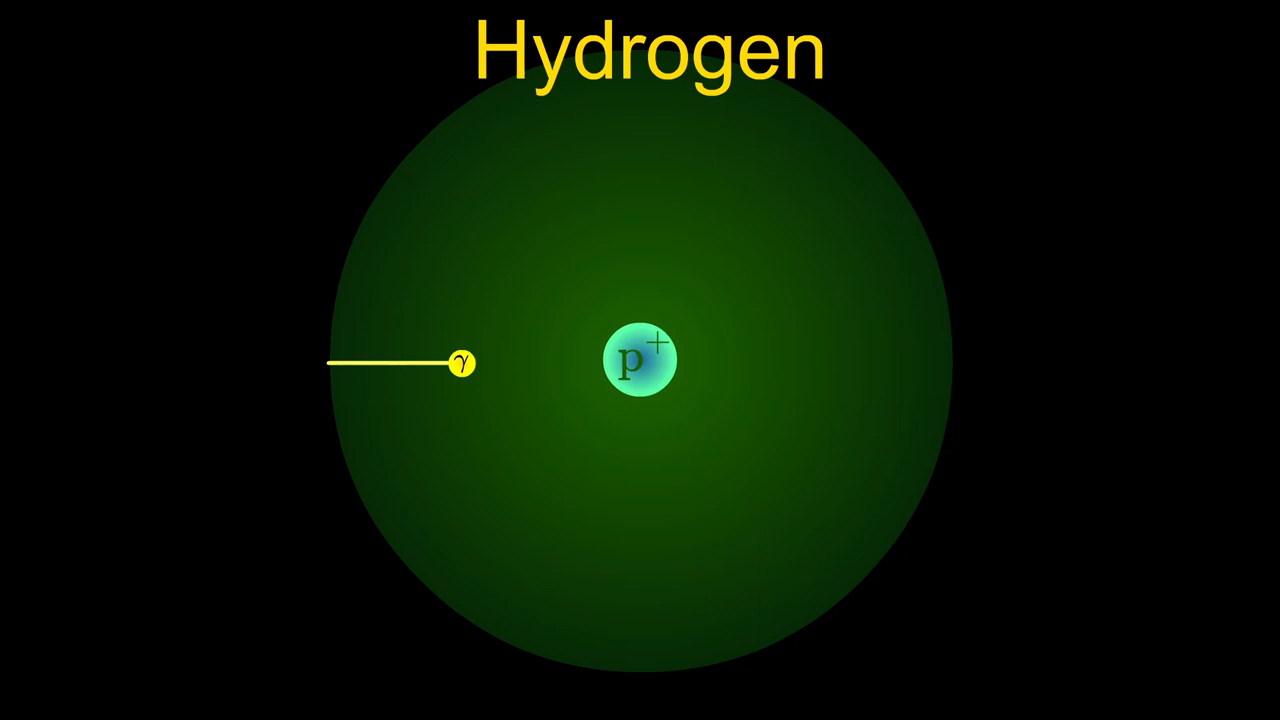 Hydrogen
γ
p⁺